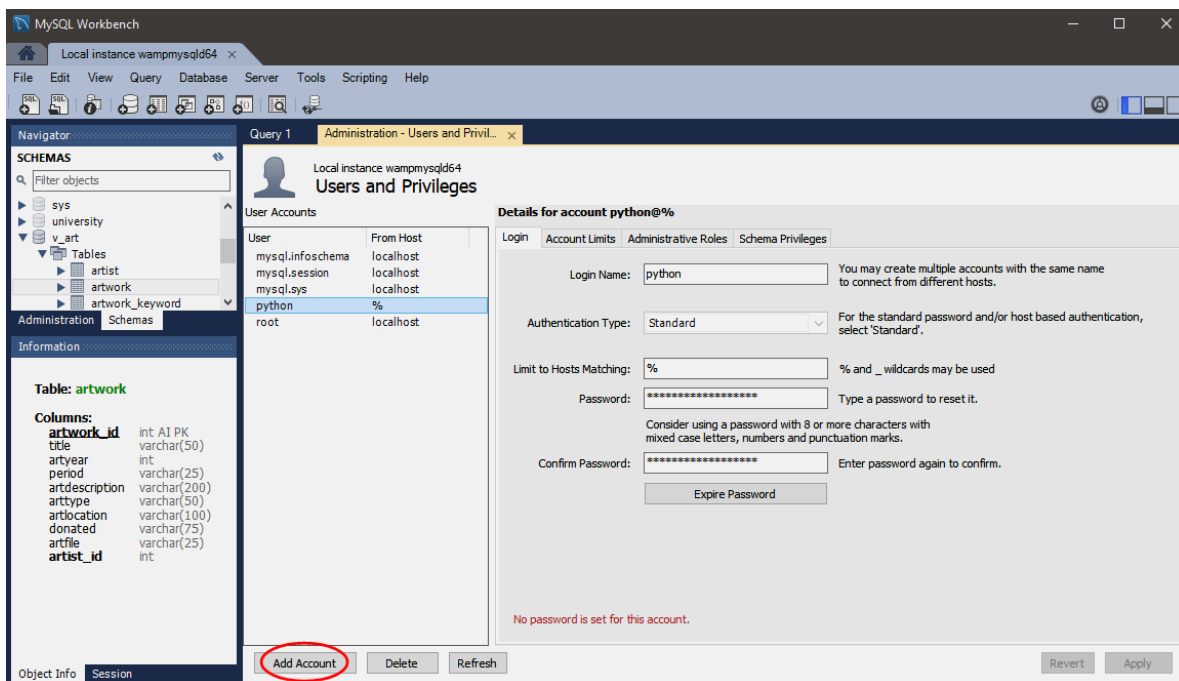 MySQL Workbench
Local instance wampmysqld64
File Edit View Query Database Server Tools Scripting Help
Navigator
SCHEMAS
Filter objects
sys
university
v_art
Tables
artist
artwork
artwork_keyword
Administration Schemas
Information
Table: artwork
Columns:
artwork_id int AI PK
title varchar(50)
artyear int
period varchar(25)
artdescription varchar(200)
arttype varchar(50)
artlocation varchar(100)
donated varchar(75)
artfile varchar(25)
artist_id int
Object Info Session
Query 1 Administration - Users and Privil...
Local instance wampmysqld64
Users and Privileges
User Accounts
User From Host
mysql.infoschema localhost
mysql.session localhost
mysql.sys localhost
python %
root localhost
Add Account Delete Refresh
Details for account python@%
Login Account Limits Administrative Roles Schema Privileges
Login Name: python You may create multiple accounts with the same name
to connect from different hosts.
Authentication Type: Standard For the standard password and/or host based authentication,
select 'Standard'.
Limit to Hosts Matching: % % and _ wildcards may be used
Password: ****************** Type a password to reset it.
Consider using a password with 8 or more characters with
mixed case letters, numbers and punctuation marks.
Confirm Password: ****************** Enter password again to confirm.
Expire Password
No password is set for this account.
Revert Apply